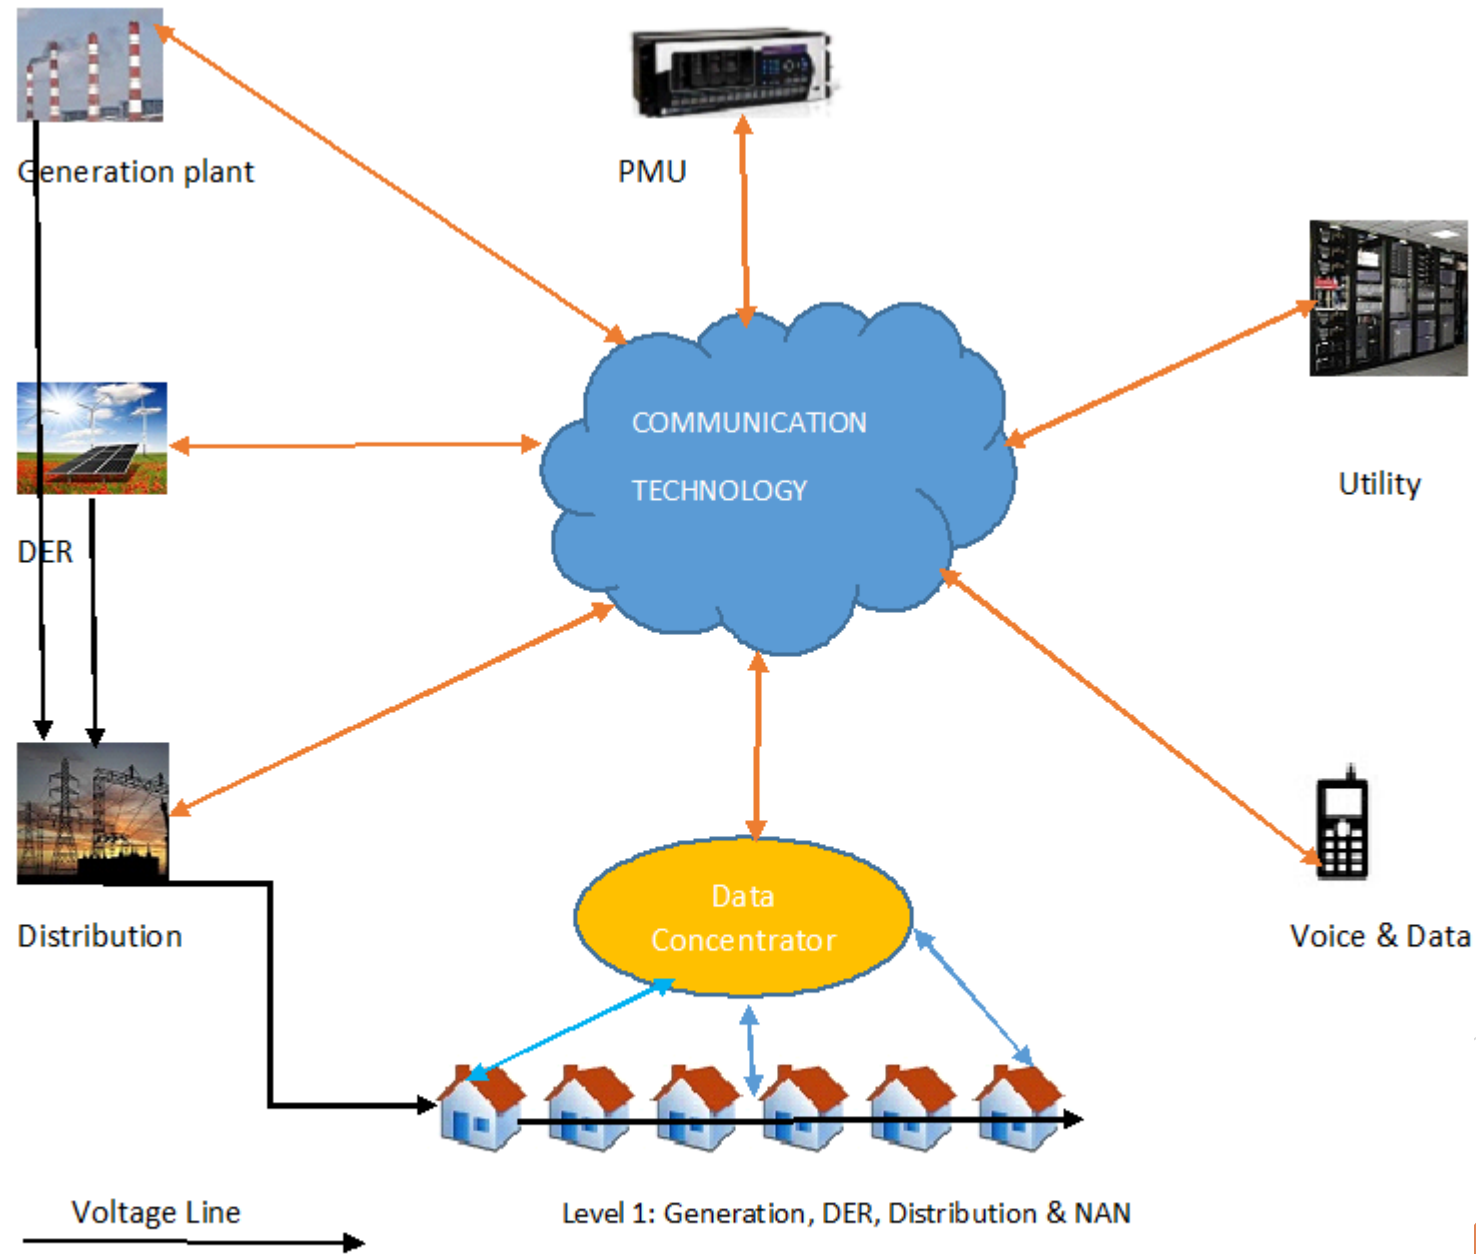 Generation plant
PMU
COMMUNICATION
TECHNOLOGY
Utility
DER
Data
Concentrator
Distribution
Voice & Data
Voltage Line
Level 1: Generation, DER, Distribution & NAN